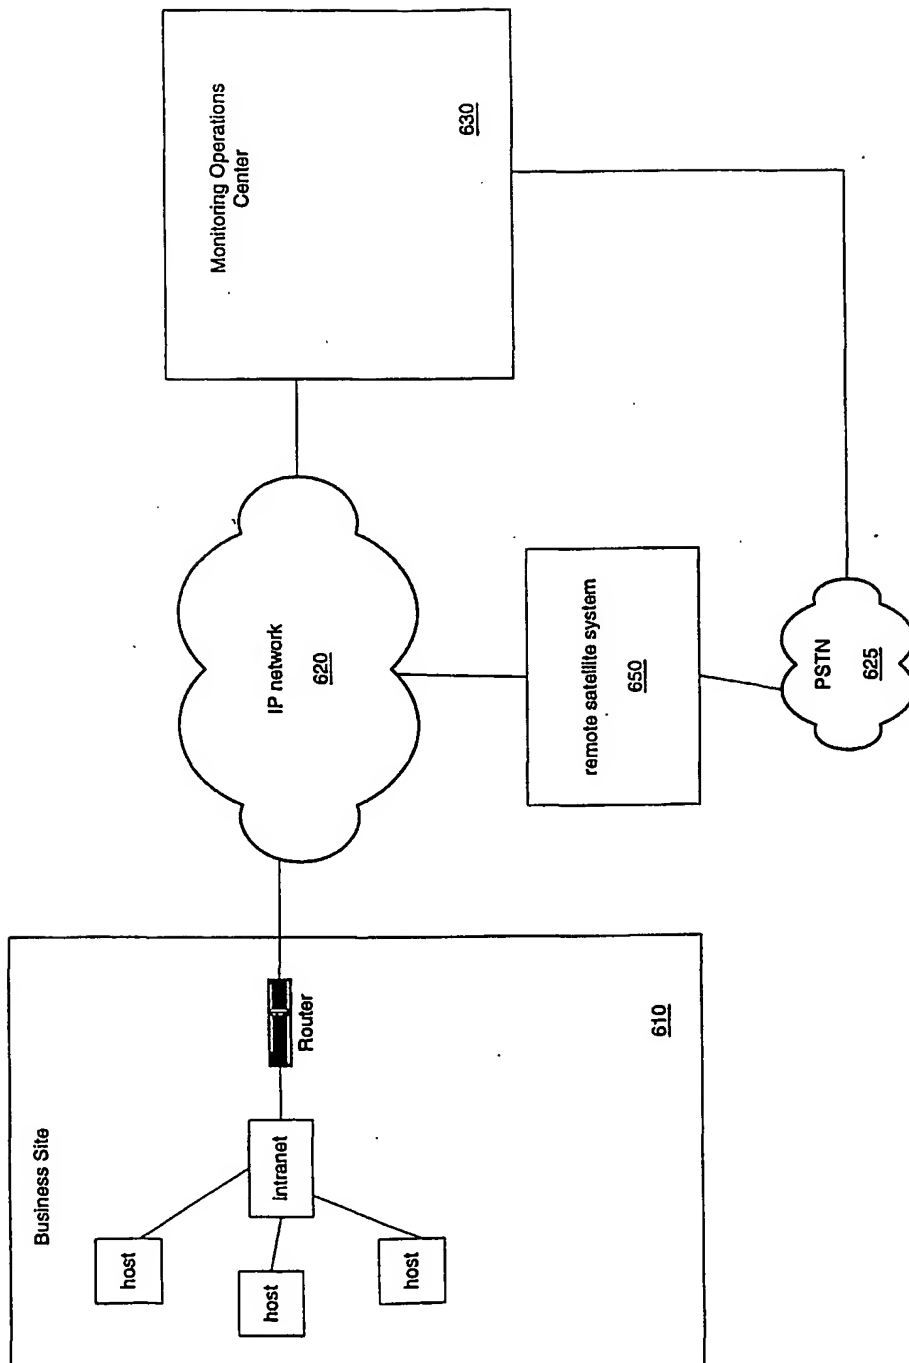 Business Site
host
host
host
intranet
Router
610
IP network
620
remote satellite system
650
PSTN
625
Monitoring Operations
Center
630